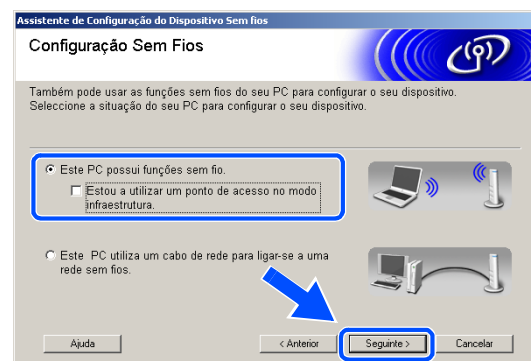 Assistente de Configuração do Dispositivo Sem fios
Configuração Sem Fios
Também pode usar as funções sem fios do seu PC para configurar o seu dispositivo.
Seleccione a situação do seu PC para configurar o seu dispositivo.
Este PC possui funções sem fio.
Estou a utilizar um ponto de acesso no modo
infraestrutura.
Este PC utiliza um cabo de rede para ligar-se a uma
rede sem fios.
Ajuda
< Anterior
Seguinte >
Cancelar